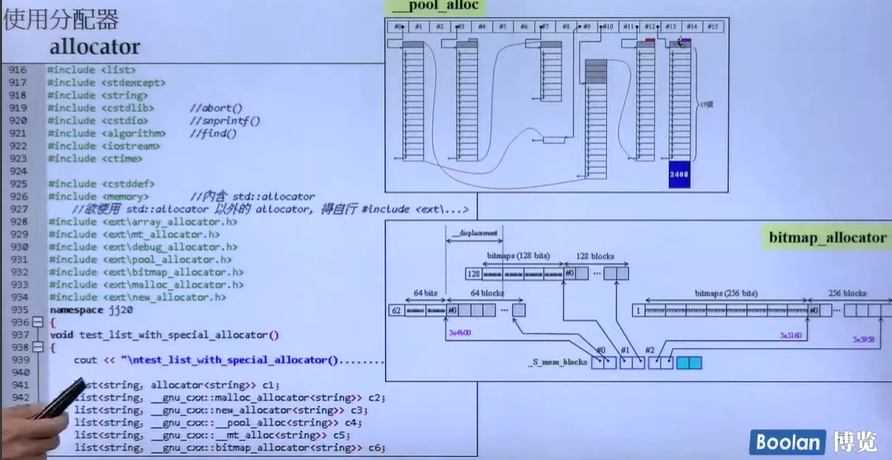 使用分配器
allocator
916 #include <list>
917 #include <stdexcept>
918 #include <string>
919 #include <cstdlib> //abort()
920 #include <cstdio> //snprintf()
921 #include <algorithm> //find()
922 #include <iostream>
923 #include <ctime>
924
925 #include <cstddef>
926 #include <memory> //內含 std::allocator
927 //欲使用 std::allocator 以外的 allocator, 得自行 #include <ext\...>
928 #include <ext\array_allocator.h>
929 #include <ext\mt_allocator.h>
930 #include <ext\debug_allocator.h>
931 #include <ext\pool_allocator.h>
932 #include <ext\bitmap_allocator.h>
933 #include <ext\malloc_allocator.h>
934 #include <ext\new_allocator.h>
935 namespace jj20
936 {
937 void test_list_with_special_allocator()
938 {
939 cout << "\ntest_list_with_special_allocator()........
940
941 list<string, allocator<string>> c1;
942 list<string, __gnu_cxx::malloc_allocator<string>> c2;
list<string, __gnu_cxx::new_allocator<string>> c3;
list<string, __gnu_cxx::__pool_alloc<string>> c4;
list<string, __gnu_cxx::__mt_alloc<string>> c5;
list<string, __gnu_cxx::bitmap_allocator<string>> c6;
__pool_alloc
#0 #1 #2 #3 #4 #5 #6 #7 #8 #9 #10 #11 #12 #13 #14 #15
19個
2408
bitmap_allocator
__displacement
bitmaps (128 bits) 128 blocks
128 #0 ...
64 bits 64 blocks bitmaps (256 bits) 256 blocks
62 #0 ... 1 #0 ...
3e4b00 3e5160 3e5958
#0 #1 #2
_S_mem_blocks
Boolan 博览